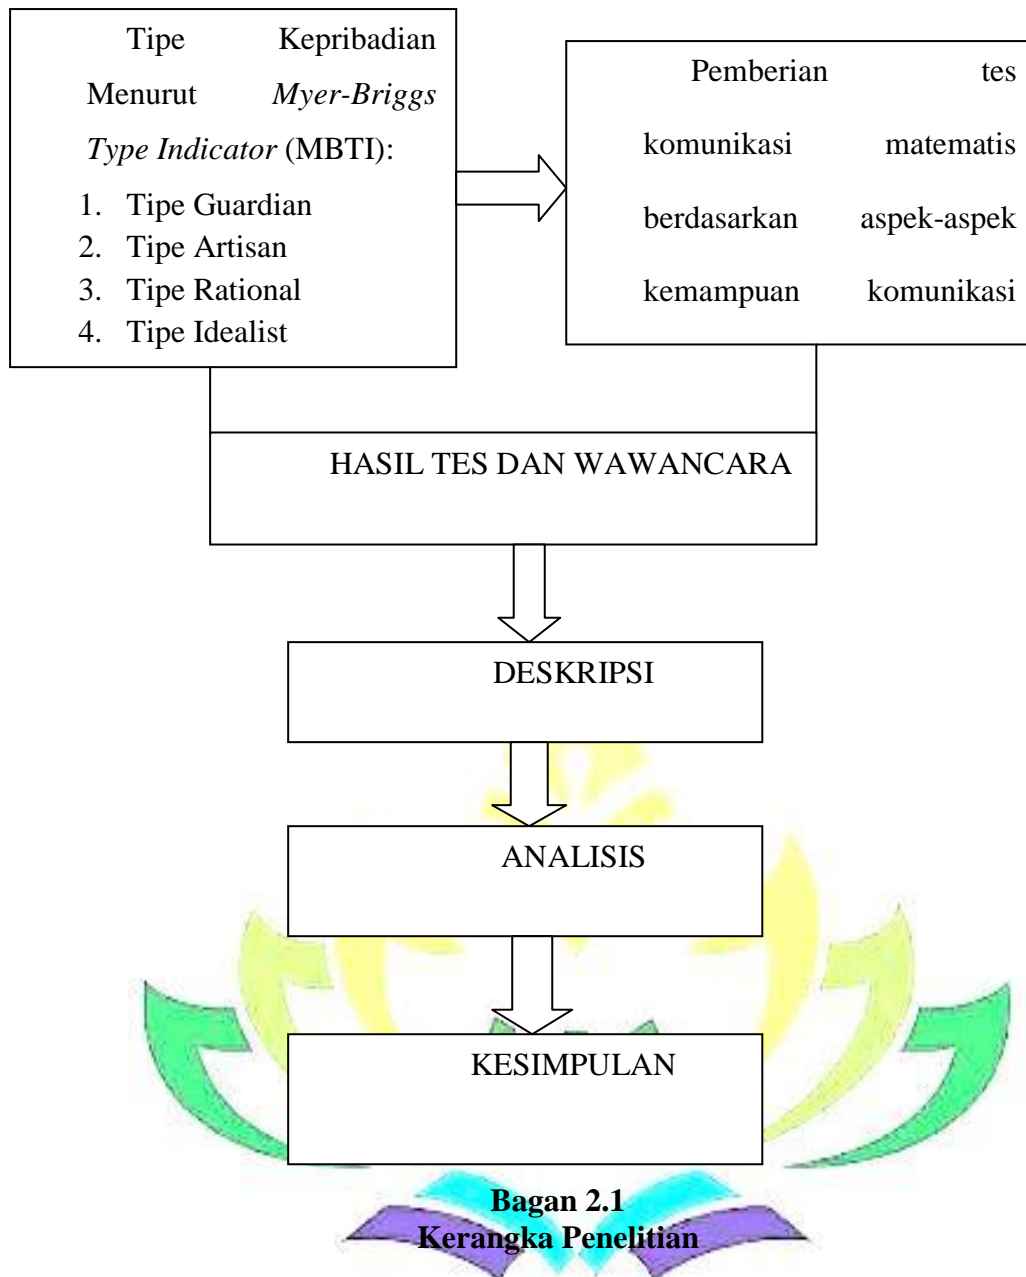 Tipe Kepribadian
Menurut Myer-Briggs
Type Indicator (MBTI):
1. Tipe Guardian
2. Tipe Artisan
3. Tipe Rational
4. Tipe Idealist
Pemberian tes
komunikasi matematis
berdasarkan aspek-aspek
kemampuan komunikasi
HASIL TES DAN WAWANCARA
DESKRIPSI
ANALISIS
KESIMPULAN
Bagan 2.1
Kerangka Penelitian